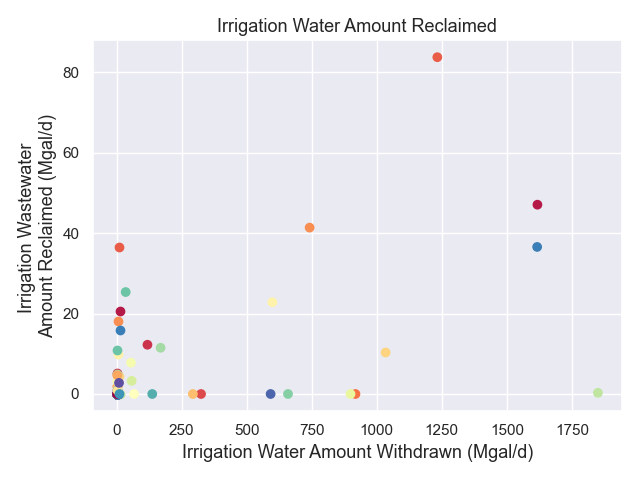 Irrigation Water Amount Reclaimed
80
60
40
20
0
Irrigation Wastewater
Amount Reclaimed (Mgal/d)
0 250 500 750 1000 1250 1500 1750
Irrigation Water Amount Withdrawn (Mgal/d)